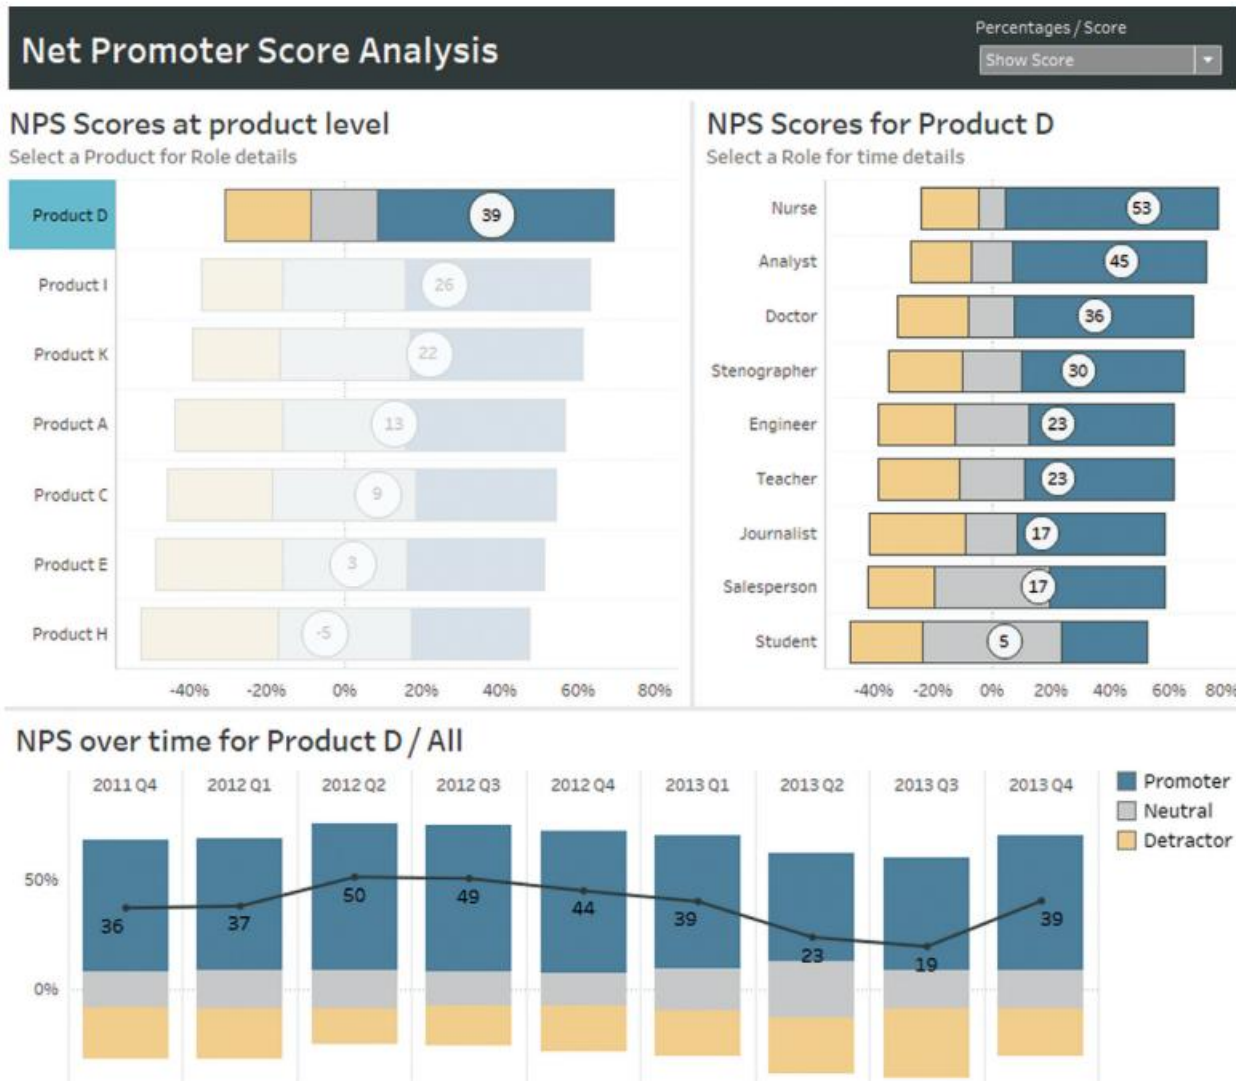 Net Promoter Score Analysis
Percentages / Score
Show Score
NPS Scores at product level
Select a Product for Role details
Product D 39
Product I 26
Product K 22
Product A 13
Product C 9
Product E 3
Product H -5
-40% -20% 0% 20% 40% 60% 80%
NPS Scores for Product D
Select a Role for time details
Nurse 53
Analyst 45
Doctor 36
Stenographer 30
Engineer 23
Teacher 23
Journalist 17
Salesperson 17
Student 5
-40% -20% 0% 20% 40% 60% 80%
NPS over time for Product D / All
2011 Q4 2012 Q1 2012 Q2 2012 Q3 2012 Q4 2013 Q1 2013 Q2 2013 Q3 2013 Q4
50%
36 37 50 49 44 39 23 19 39
0%
Promoter
Neutral
Detractor